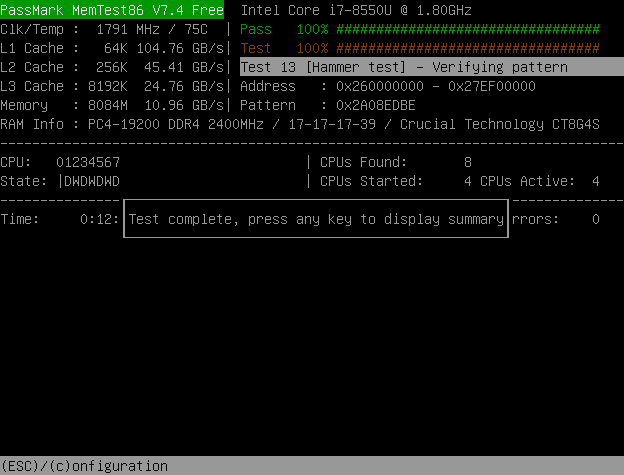 PassMark MemTest86 V7.4 Free Intel Core i7-8550U @ 1.80GHz
Clk/Temp : 1791 MHz / 75C | Pass 100% #################################
L1 Cache : 64K 104.76 GB/s| Test 100% #################################
L2 Cache : 256K 45.41 GB/s| Test 13 [Hammer test] - Verifying pattern
L3 Cache : 8192K 24.76 GB/s| Address : 0x260000000 - 0x27EF00000
Memory : 8084M 10.96 GB/s| Pattern : 0x2A08EDBE
RAM Info : PC4-19200 DDR4 2400MHz / 17-17-17-39 / Crucial Technology CT8G4S
CPU: 01234567 | CPUs Found: 8
State: |DWDWDWD | CPUs Started: 4 CPUs Active: 4
Time: 0:12: Test complete, press any key to display summary rrors: 0
(ESC)/(c)onfiguration